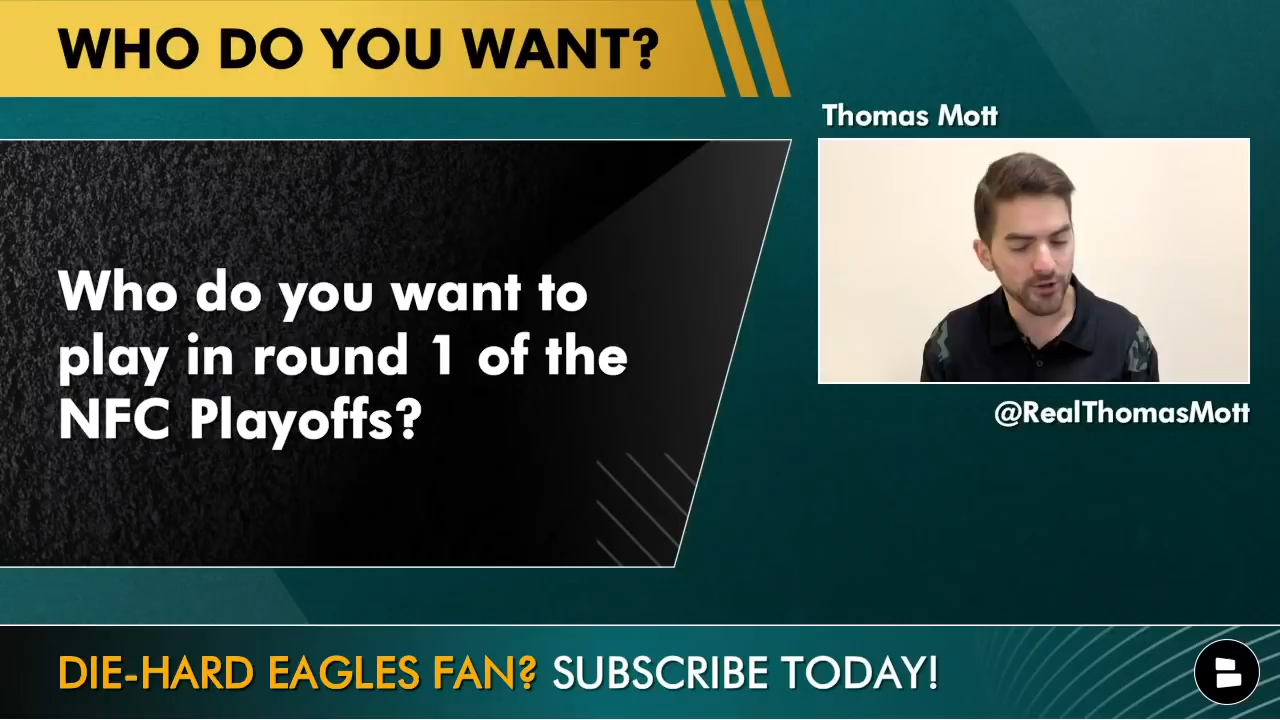 WHO DO YOU WANT?
Thomas Mott
Who do you want to
play in round 1 of the
NFC Playoffs?
@RealThomasMott
DIE-HARD EAGLES FAN? SUBSCRIBE TODAY!